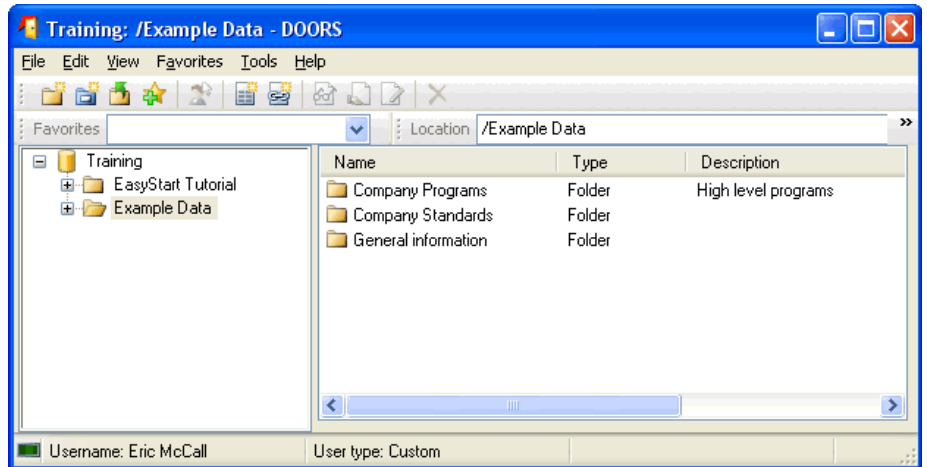 Training: /Example Data - DOORS
File Edit View Favorites Tools Help
Favorites Location /Example Data »
Training
EasyStart Tutorial
Example Data
Name Type Description
Company Programs Folder High level programs
Company Standards Folder
General information Folder
Username: Eric McCall User type: Custom